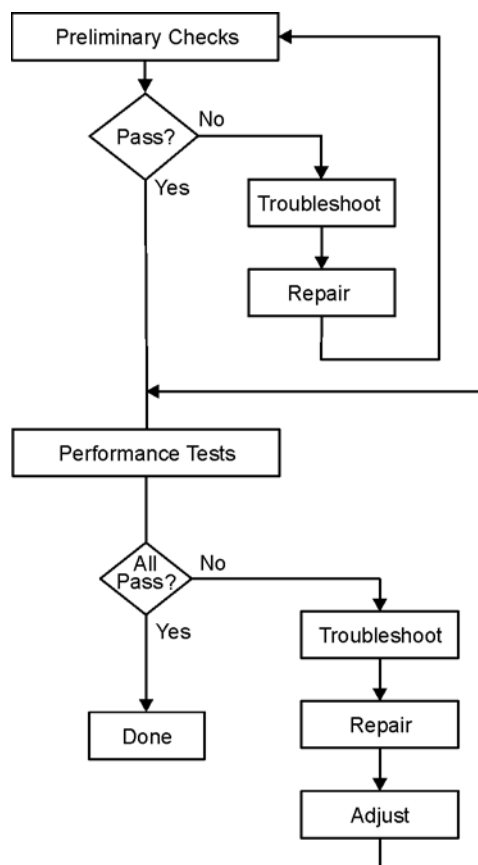 Preliminary Checks
Pass?
No
Yes
Troubleshoot
Repair
Performance Tests
All
Pass?
No
Yes
Troubleshoot
Repair
Done
Adjust